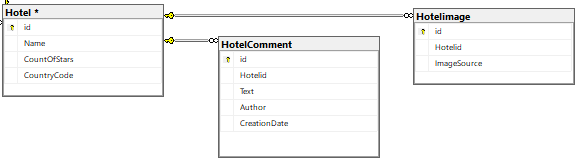 Hotel *
id
Name
CountOfStars
CountryCode
HotelComment
id
Hotelid
Text
Author
CreationDate
Hotelimage
id
Hotelid
ImageSource